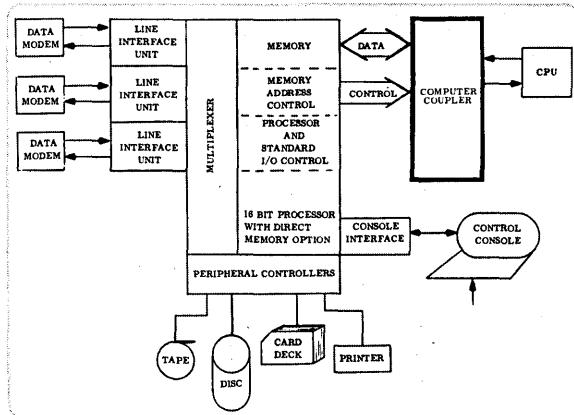 DATA
MODEM
LINE
INTERFACE
UNIT
DATA
MODEM
LINE
INTERFACE
UNIT
DATA
MODEM
LINE
INTERFACE
UNIT
MULTIPLEXER
MEMORY
MEMORY
ADDRESS
CONTROL
PROCESSOR
AND
STANDARD
I/O CONTROL
16 BIT PROCESSOR
WITH DIRECT
MEMORY OPTION
DATA
CONTROL
COMPUTER
COUPLER
CPU
CONSOLE
INTERFACE
CONTROL
CONSOLE
PERIPHERAL CONTROLLERS
TAPE
DISC
CARD
DECK
PRINTER